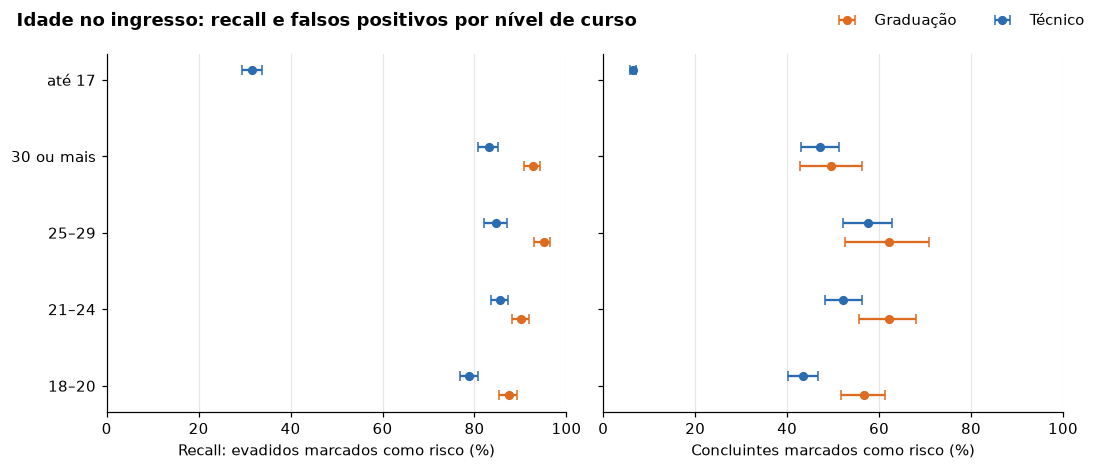 Idade no ingresso: recall e falsos positivos por nível de curso
Graduação
Técnico
até 17
30 ou mais
25–29
21–24
18–20
0 20 40 60 80 100
0 20 40 60 80 100
Recall: evadidos marcados como risco (%)
Concluintes marcados como risco (%)